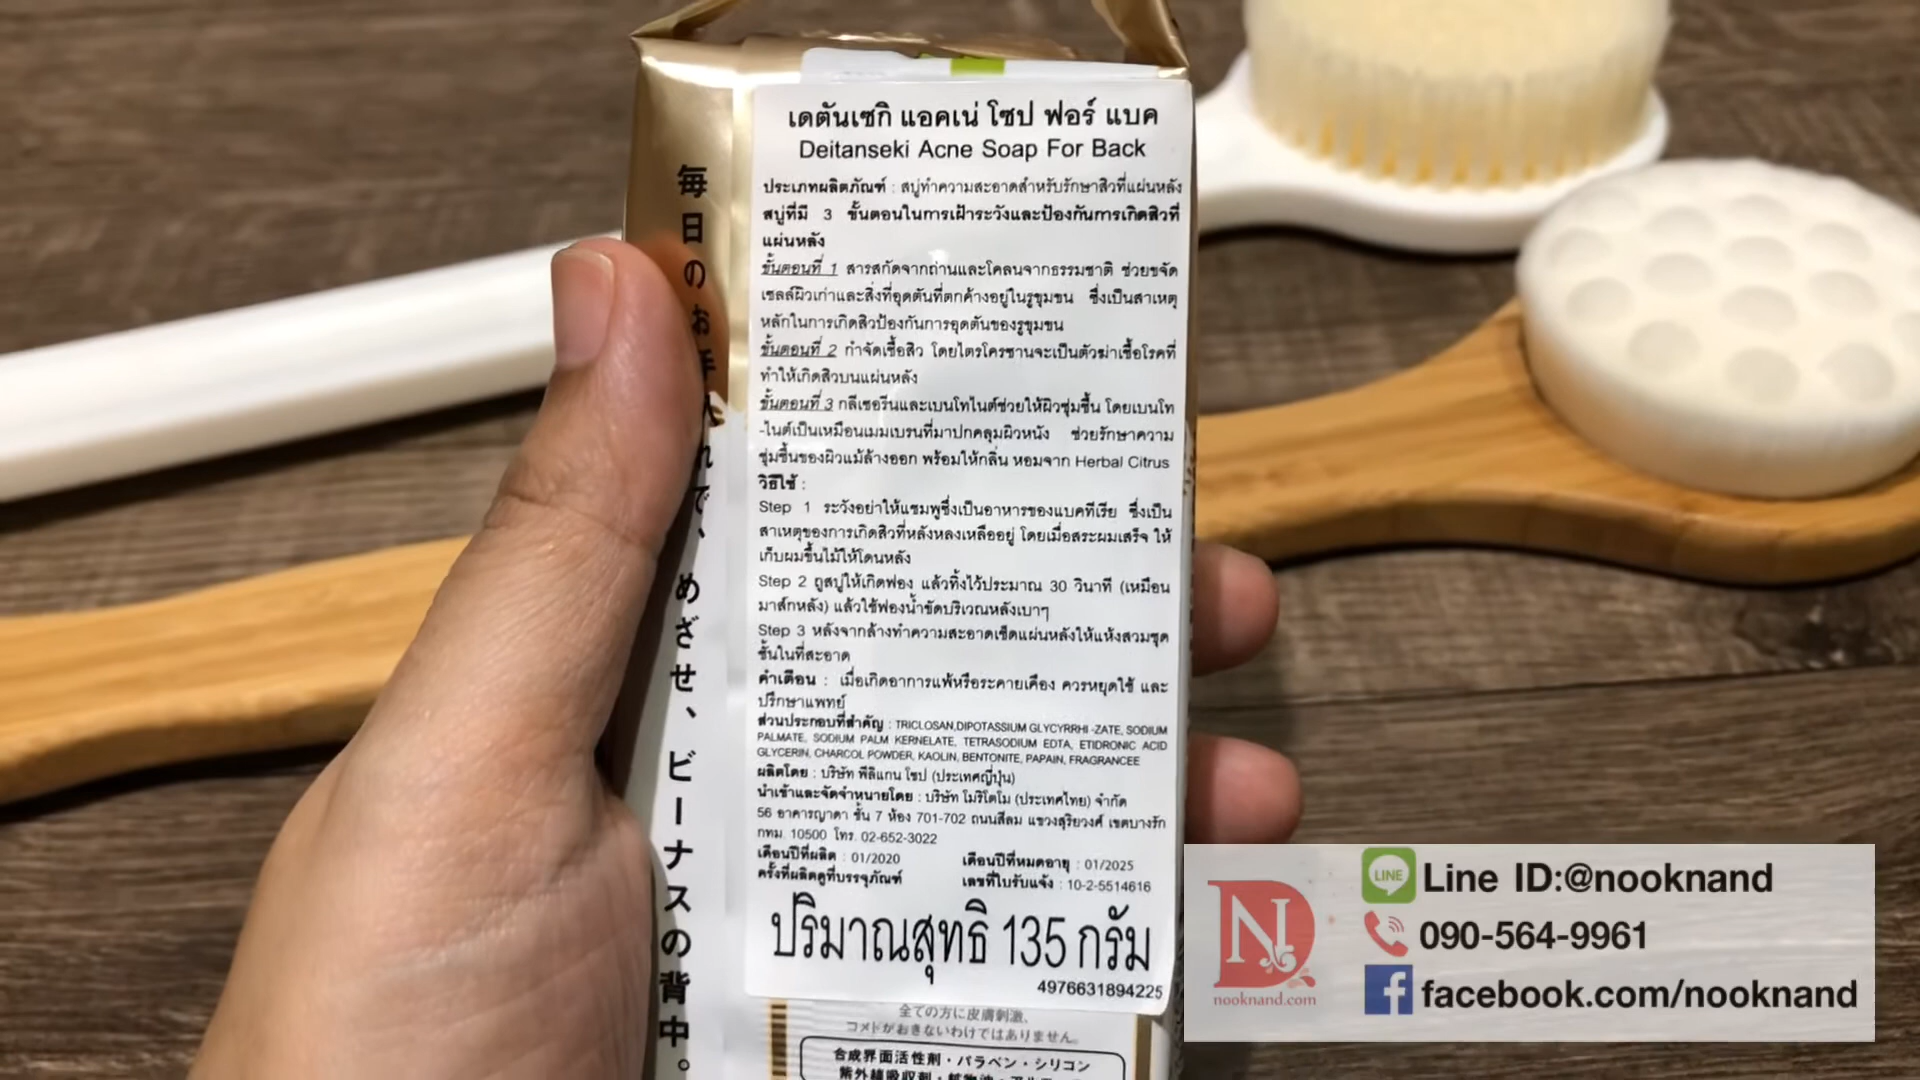 เดตันเซกิ แอคเน่ โซป ฟอร์ แบค
Deitanseki Acne Soap For Back
ประเภทผลิตภัณฑ์ : สบู่ทำความสะอาดสำหรับรักษาสิวที่แผ่นหลัง
สบู่ที่มี 3 ขั้นตอนในการเฝ้าระวังและป้องกันการเกิดสิวที่
แผ่นหลัง
ขั้นตอนที่ 1 สารสกัดจากถ่านและโคลนจากธรรมชาติ ช่วยขจัด
เซลล์ผิวเก่าและสิ่งที่อุดตันที่ตกค้างอยู่ในรูขุมขน ซึ่งเป็นสาเหตุ
หลักในการเกิดสิวป้องกันการอุดตันของรูขุมขน
ขั้นตอนที่ 2 กำจัดเชื้อสิว โดยไตรโครซานจะเป็นตัวฆ่าเชื้อโรคที่
ทำให้เกิดสิวบนแผ่นหลัง
ขั้นตอนที่ 3 กลีเซอรีนและเบนโทไนต์ช่วยให้ผิวชุ่มชื้น โดยเบนโท
-ไนต์เป็นเหมือนเมมเบรนที่มาปกคลุมผิวหนัง ช่วยรักษาความ
ชุ่มชื้นของผิวแม้ล้างออก พร้อมให้กลิ่น หอมจาก Herbal Citrus
วิธีใช้ :
Step 1 ระวังอย่าให้แชมพูซึ่งเป็นอาหารของแบคทีเรีย ซึ่งเป็น
สาเหตุของการเกิดสิวที่หลังหลงเหลืออยู่ โดยเมื่อสระผมเสร็จ ให้
เก็บผมขึ้นไม่ให้โดนหลัง
Step 2 ถูสบู่ให้เกิดฟอง แล้วทิ้งไว้ประมาณ 30 วินาที (เหมือน
มาส์กหลัง) แล้วใช้ฟองน้ำขัดบริเวณหลังเบาๆ
Step 3 หลังจากล้างทำความสะอาดเช็ดแผ่นหลังให้แห้งสวมชุด
ชั้นในที่สะอาด
คำเตือน : เมื่อเกิดอาการแพ้หรือระคายเคือง ควรหยุดใช้ และ
ปรึกษาแพทย์
ส่วนประกอบที่สำคัญ : TRICLOSAN,DIPOTASSIUM GLYCYRRHI -ZATE, SODIUM
PALMATE, SODIUM PALM KERNELATE, TETRASODIUM EDTA, ETIDRONIC ACID
GLYCERIN, CHARCOL POWDER, KAOLIN, BENTONITE, PAPAIN, FRAGRANCEE
ผลิตโดย : บริษัท พีลิแกน โซป (ประเทศญี่ปุ่น)
นำเข้าและจัดจำหน่ายโดย : บริษัท โมริโตโม (ประเทศไทย) จำกัด
56 อาคารญาดา ชั้น 7 ห้อง 701-702 ถนนสีลม แขวงสุริยวงศ์ เขตบางรัก
กทม. 10500 โทร. 02-652-3022
เดือนปีที่ผลิต : 01/2020 เดือนปีที่หมดอายุ : 01/2025
ครั้งที่ผลิตดูที่บรรจุภัณฑ์ เลขที่ใบรับแจ้ง : 10-2-5514616
ปริมาณสุทธิ 135 กรัม
4976631894225
毎日のお手入れで、めざせ、ビーナスの背中。
全ての方に皮膚刺激、
コメドがおきないわけではありません。
合成界面活性剤・パラベン・シリコン
紫外線吸収剤・鉱物油・
Line ID:@nooknand
090-564-9961
facebook.com/nooknand
LINE
ND
nooknand.com